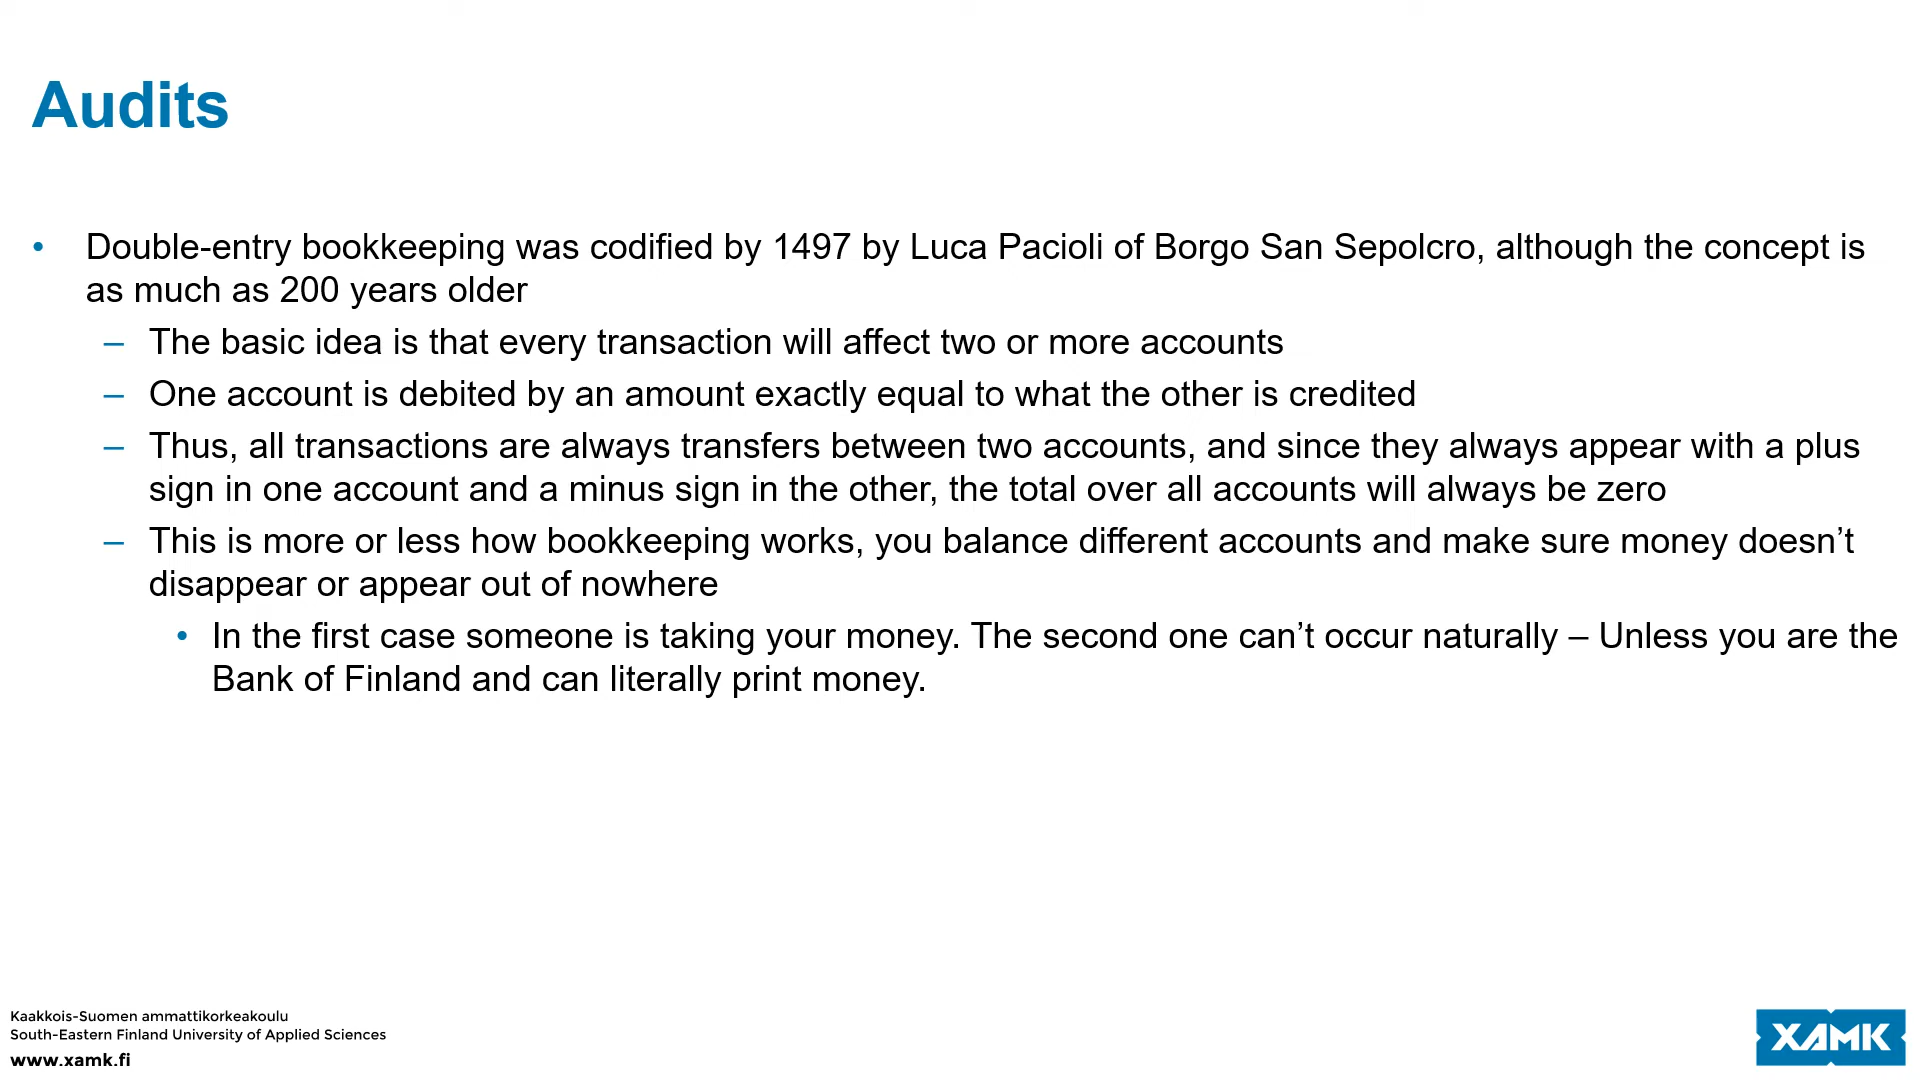 Audits
• Double-entry bookkeeping was codified by 1497 by Luca Pacioli of Borgo San Sepolcro, although the concept is
as much as 200 years older
– The basic idea is that every transaction will affect two or more accounts
– One account is debited by an amount exactly equal to what the other is credited
– Thus, all transactions are always transfers between two accounts, and since they always appear with a plus
sign in one account and a minus sign in the other, the total over all accounts will always be zero
– This is more or less how bookkeeping works, you balance different accounts and make sure money doesn’t
disappear or appear out of nowhere
• In the first case someone is taking your money. The second one can’t occur naturally – Unless you are the
Bank of Finland and can literally print money.
Kaakkois-Suomen ammattikorkeakoulu
South-Eastern Finland University of Applied Sciences
www.xamk.fi
XAMK